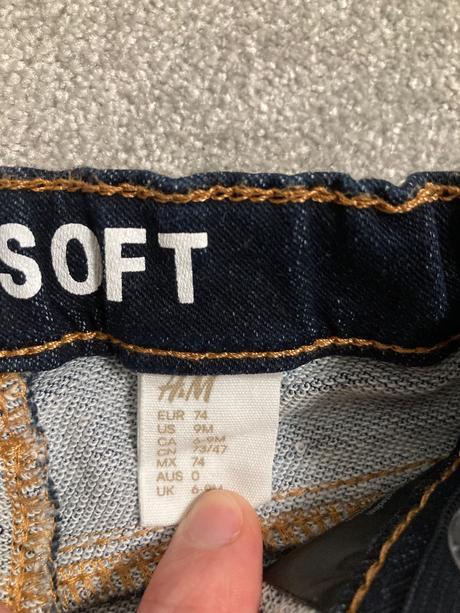 SOFT
H&M
EUR 74
US 9M
CA 6-9M
CN 73/47
MX 74
AUS 0
UK 6-9M